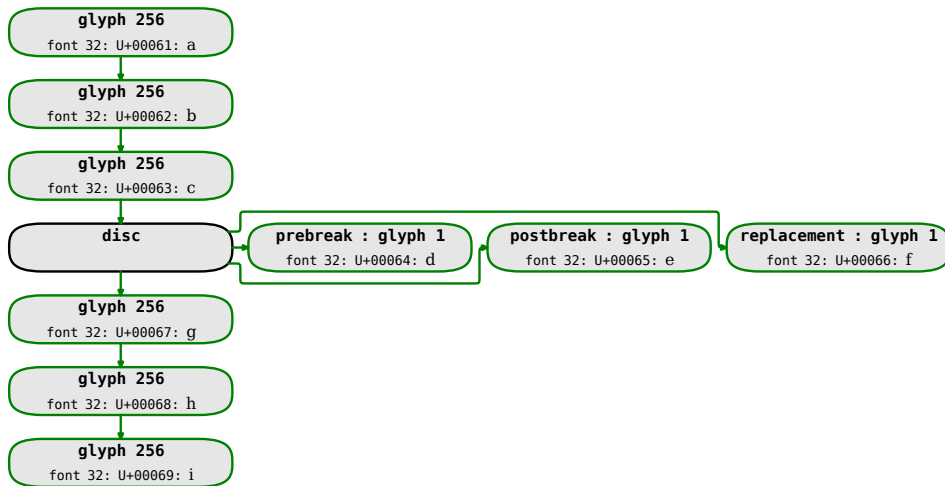 glyph 256
font 32: U+00061: a
glyph 256
font 32: U+00062: b
glyph 256
font 32: U+00063: c
disc
prebreak : glyph 1
font 32: U+00064: d
postbreak : glyph 1
font 32: U+00065: e
replacement : glyph 1
font 32: U+00066: f
glyph 256
font 32: U+00067: g
glyph 256
font 32: U+00068: h
glyph 256
font 32: U+00069: i